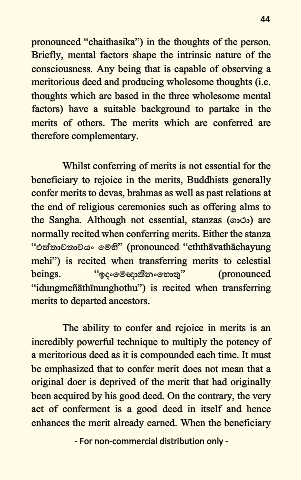 44
pronounced “chaithasika”) in the thoughts of the person.
Briefly, mental factors shape the intrinsic nature of the
consciousness. Any being that is capable of observing a
meritorious deed and producing wholesome thoughts (i.e.
thoughts which are based in the three wholesome mental
factors) have a suitable background to partake in the
merits of others. The merits which are conferred are
therefore complementary.
Whilst conferring of merits is not essential for the
beneficiary to rejoice in the merits, Buddhists generally
confer merits to devas, brahmas as well as past relations at
the end of religious ceremonies such as offering alms to
the Sangha. Although not essential, stanzas (ගාථා) are
normally recited when conferring merits. Either the stanza
“එත්තාවතාචයං මෙහි” (pronounced “eththāvathāchayung
mehi”) is recited when transferring merits to celestial
beings. “ඉදංමෙඤාතීනංහොතු” (pronounced
“idungmeñāthīnunghothu”) is recited when transferring
merits to departed ancestors.
The ability to confer and rejoice in merits is an
incredibly powerful technique to multiply the potency of
a meritorious deed as it is compounded each time. It must
be emphasized that to confer merit does not mean that a
original doer is deprived of the merit that had originally
been acquired by his good deed. On the contrary, the very
act of conferment is a good deed in itself and hence
enhances the merit already earned. When the beneficiary
- For non-commercial distribution only -